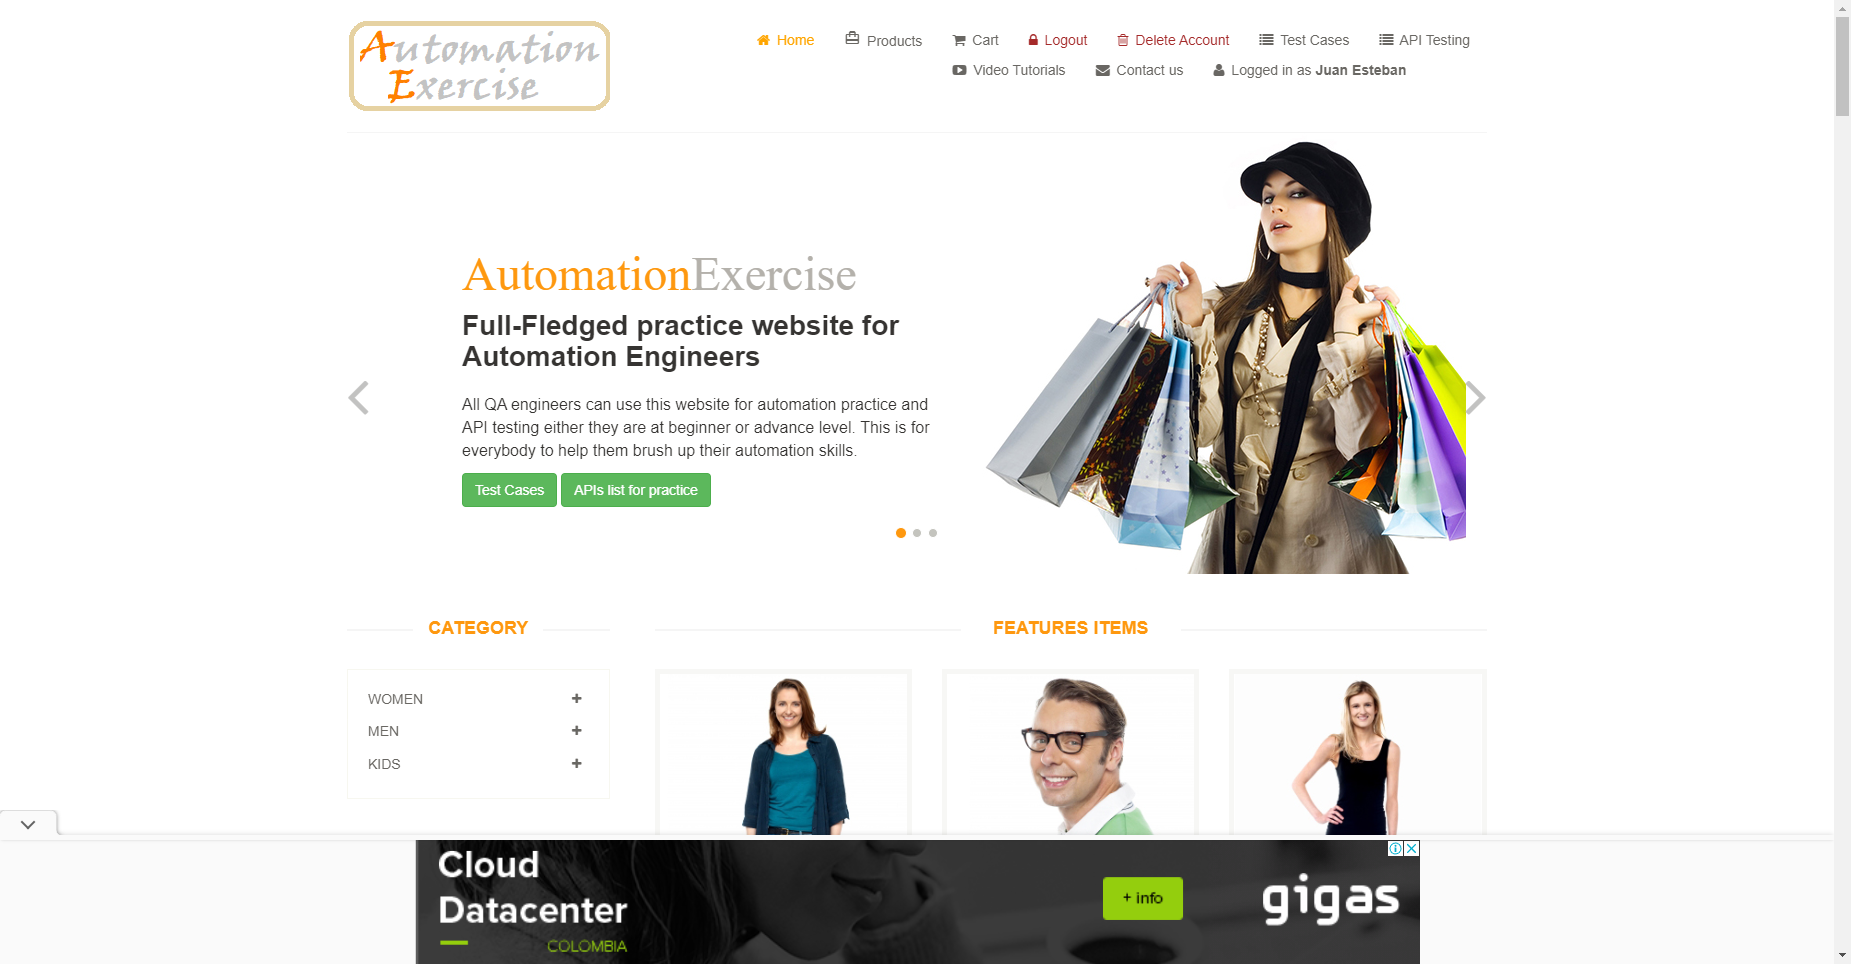 Automation
Exercise
Home Products Cart Logout Delete Account Test Cases API Testing
Video Tutorials Contact us Logged in as Juan Esteban
AutomationExercise
Full-Fledged practice website for
Automation Engineers
All QA engineers can use this website for automation practice and
API testing either they are at beginner or advance level. This is for
everybody to help them brush up their automation skills.
Test Cases APIs list for practice
CATEGORY
FEATURES ITEMS
WOMEN
MEN
KIDS
Cloud
Datacenter
COLOMBIA
+ info
gigas